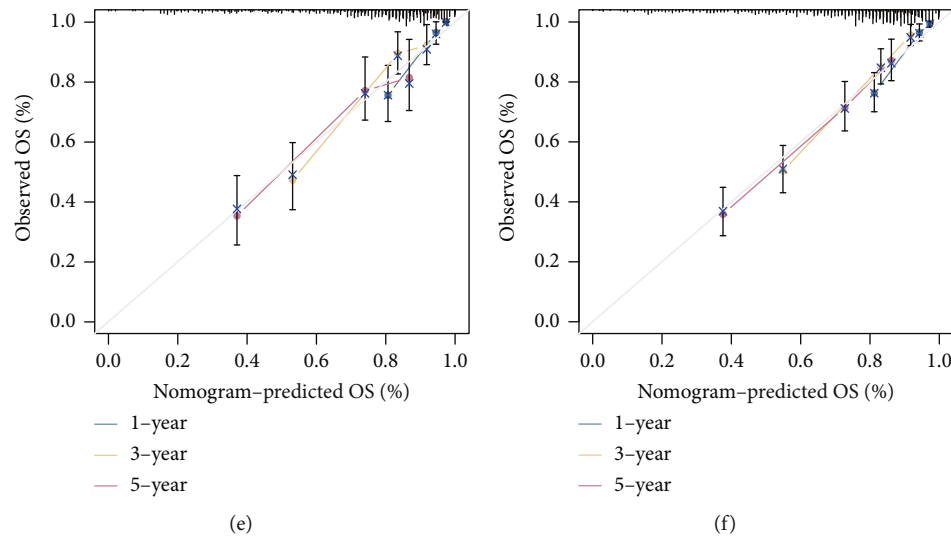 1.0
0.8
0.6
0.4
0.2
0.0
Observed OS (%)
0.0 0.2 0.4 0.6 0.8 1.0
Nomogram–predicted OS (%)
1–year
3–year
5–year
(e)
1.0
0.8
0.6
0.4
0.2
0.0
Observed OS (%)
0.0 0.2 0.4 0.6 0.8 1.0
Nomogram–predicted OS (%)
1–year
3–year
5–year
(f)